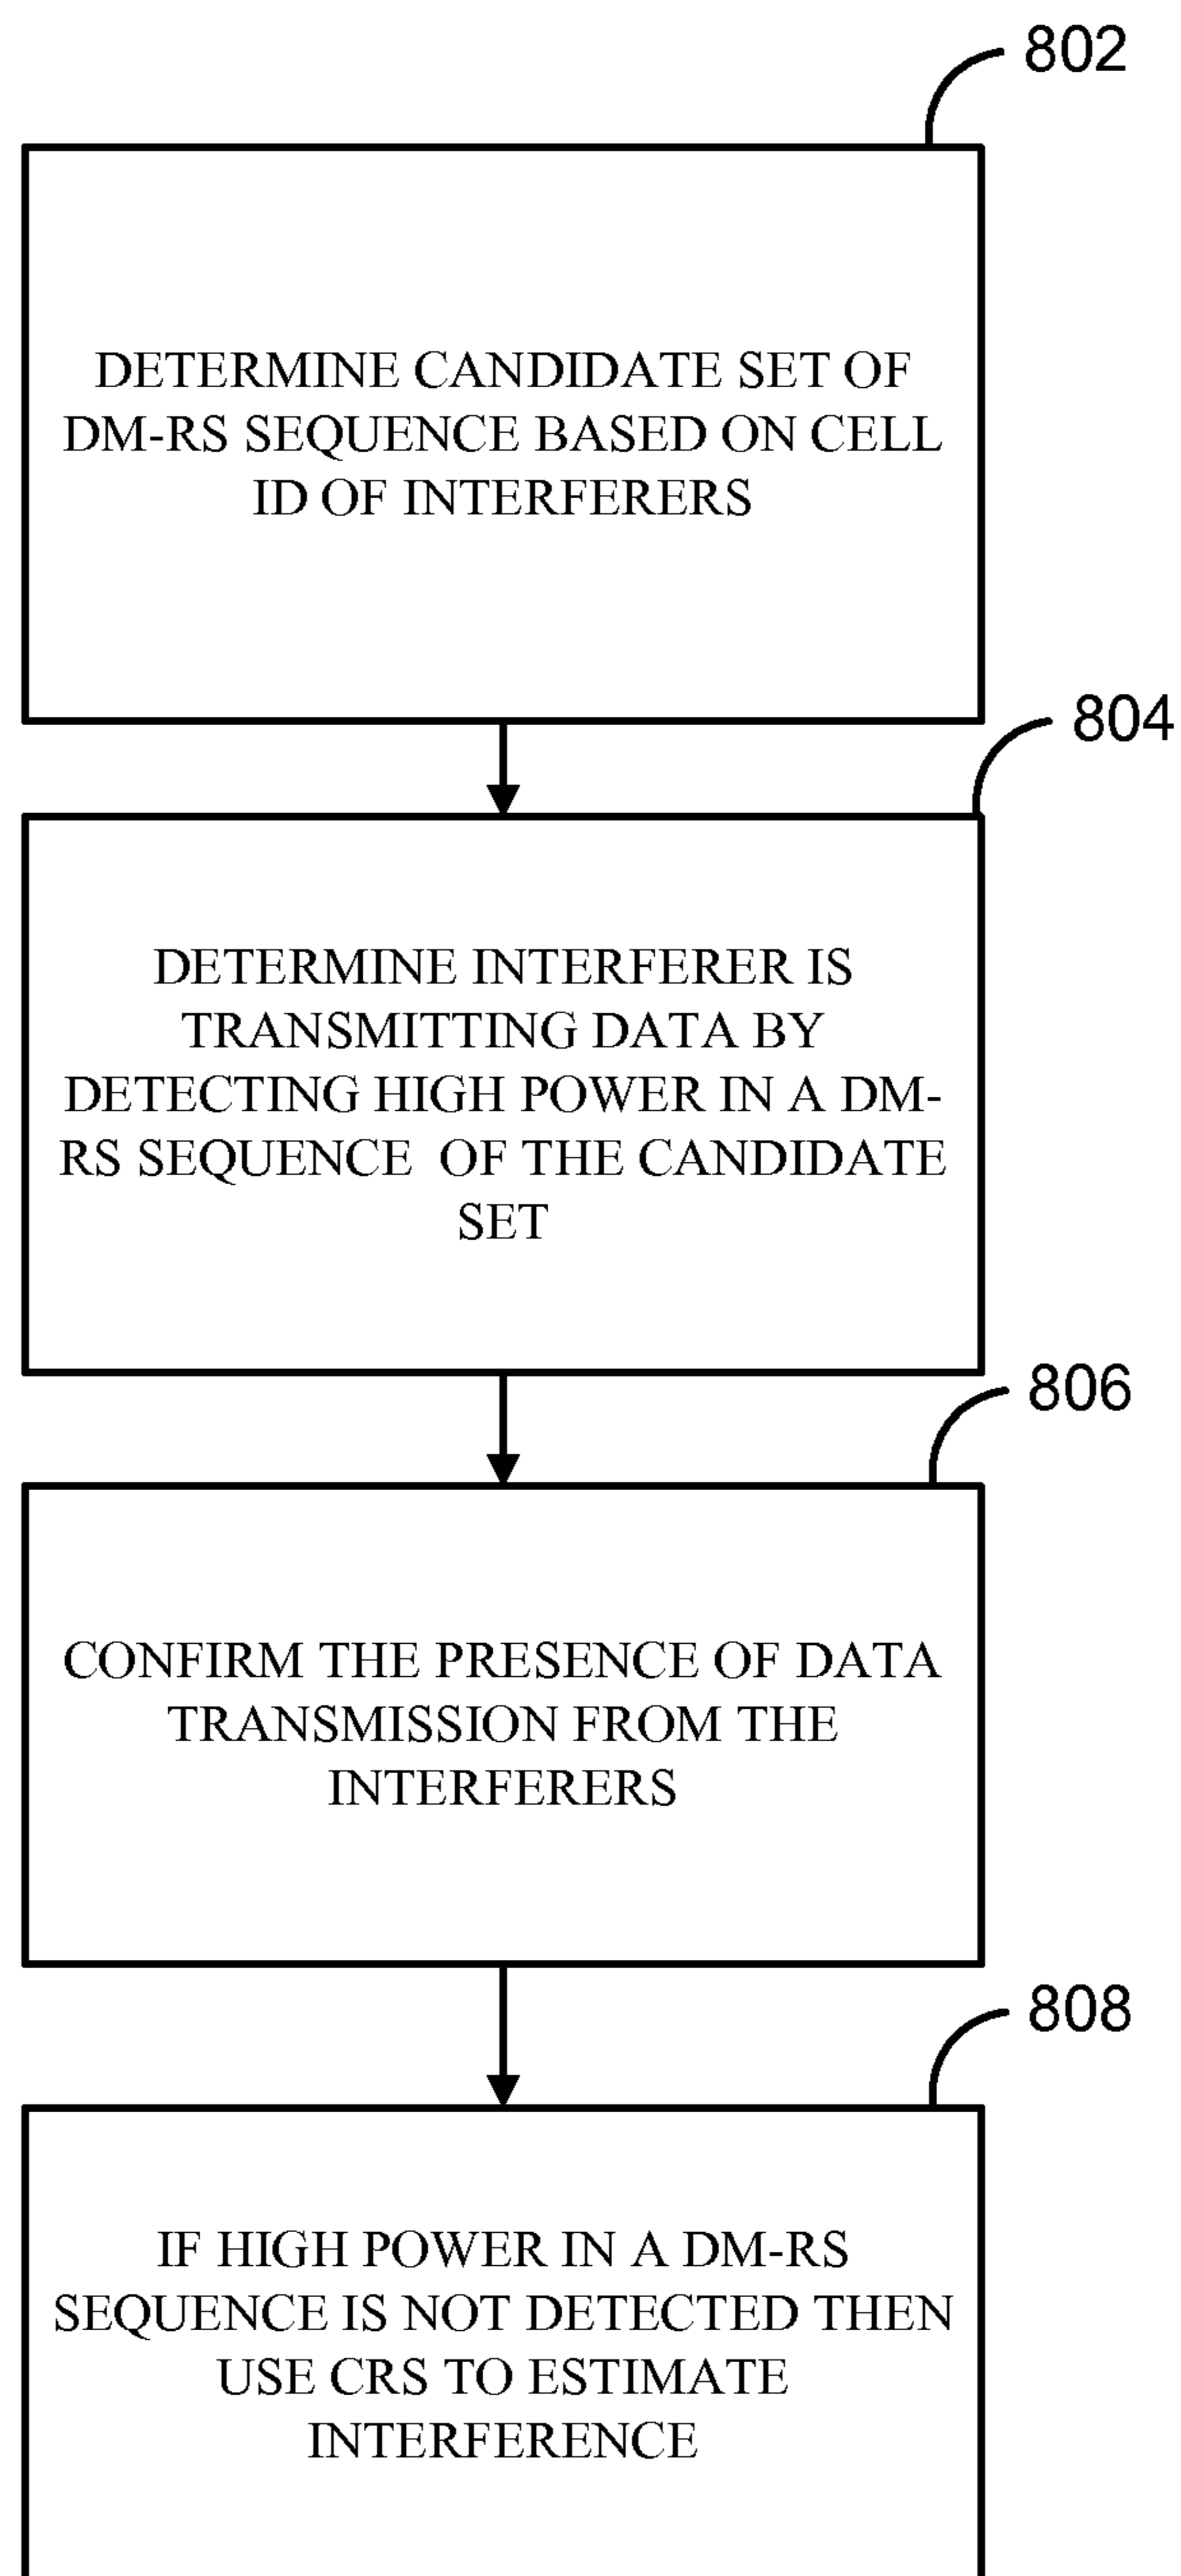 802
DETERMINE CANDIDATE SET OF
DM-RS SEQUENCE BASED ON CELL
ID OF INTERFERERS
804
DETERMINE INTERFERER IS
TRANSMITTING DATA BY
DETECTING HIGH POWER IN A DM-
RS SEQUENCE OF THE CANDIDATE
SET
806
CONFIRM THE PRESENCE OF DATA
TRANSMISSION FROM THE
INTERFERERS
808
IF HIGH POWER IN A DM-RS
SEQUENCE IS NOT DETECTED THEN
USE CRS TO ESTIMATE
INTERFERENCE